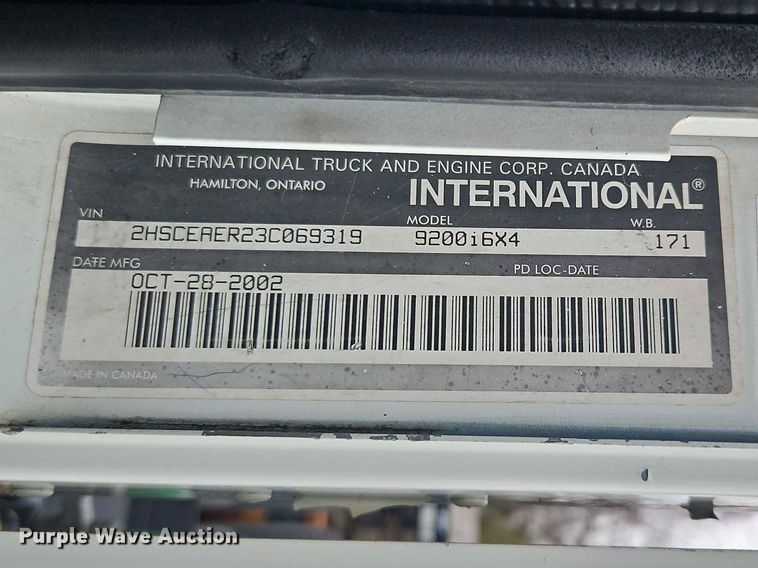 INTERNATIONAL TRUCK AND ENGINE CORP. CANADA
HAMILTON, ONTARIO
INTERNATIONAL®
VIN MODEL W.B.
2HSCEAER23C069319 9200i6X4 171
DATE MFG PD LOC-DATE
OCT-28-2002
MADE IN CANADA
Purple Wave Auction